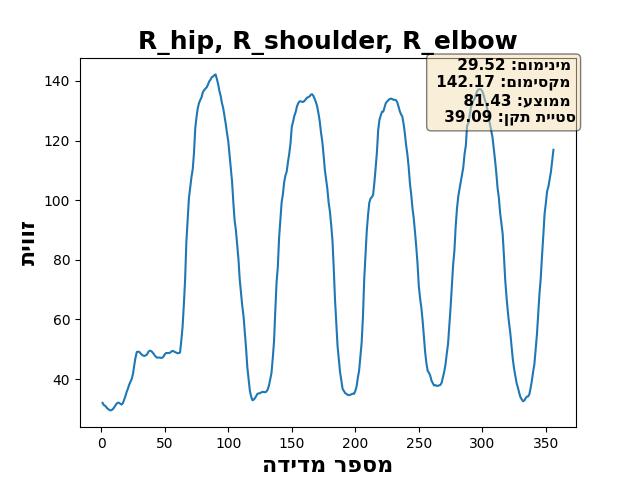 R_hip, R_shoulder, R_elbow
מינימום: 29.52
מקסימום: 142.17
ממוצע: 81.43
סטיית תקן: 39.09
זווית
140
120
100
80
60
40
0 50 100 150 200 250 300 350
מספר מדידה